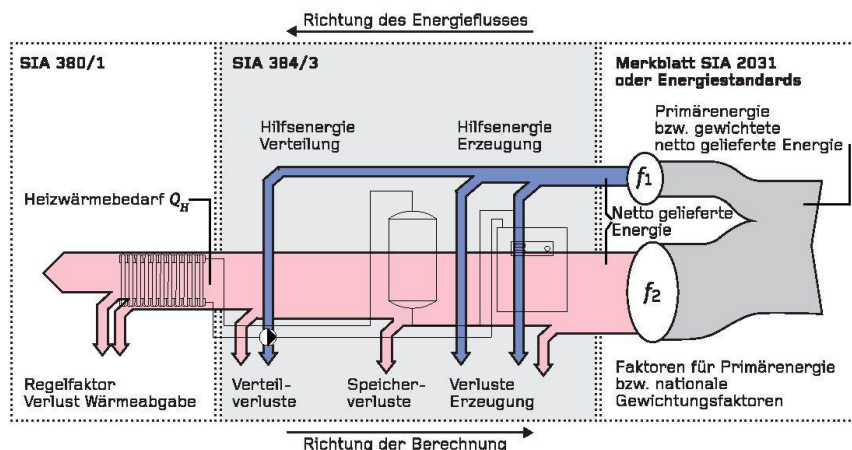 Richtung des Energieflusses
SIA 380/1
SIA 384/3
Merkblatt SIA 2031
oder Energiestandards
Hilfsenergie
Verteilung
Hilfsenergie
Erzeugung
Primärenergie
bzw. gewichtete
netto gelieferte Energie
f1
Heizwärmebedarf QH
Netto gelieferte
Energie
f2
Regelfaktor
Verlust Wärmeabgabe
Verteil-
verluste
Speicher-
verluste
Verluste
Erzeugung
Faktoren für Primärenergie
bzw. nationale
Gewichtungsfaktoren
Richtung der Berechnung